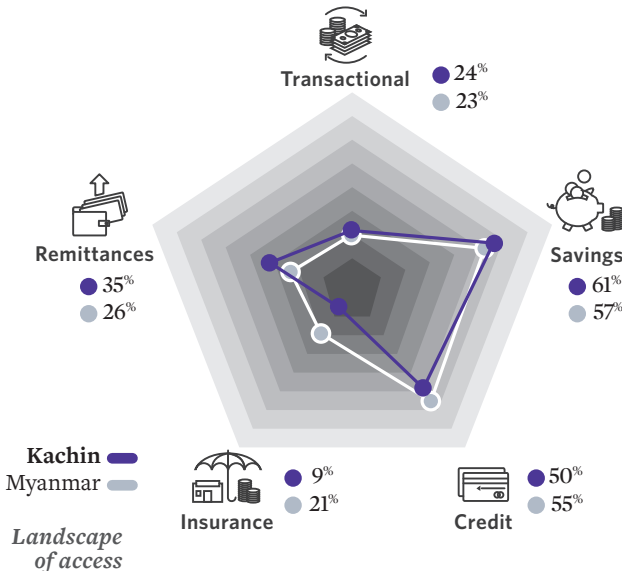 Transactional
24%
23%
Remittances
35%
26%
Savings
61%
57%
Kachin
Myanmar
Insurance
9%
21%
Credit
50%
55%
Landscape
of access